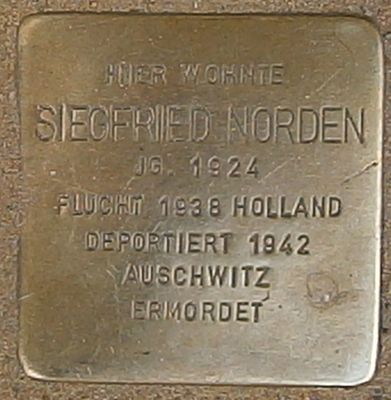 HIER WOHNTE
SIEGFRIED NORDEN
JG. 1924
FLUCHT 1938 HOLLAND
DEPORTIERT 1942
AUSCHWITZ
ERMORDET